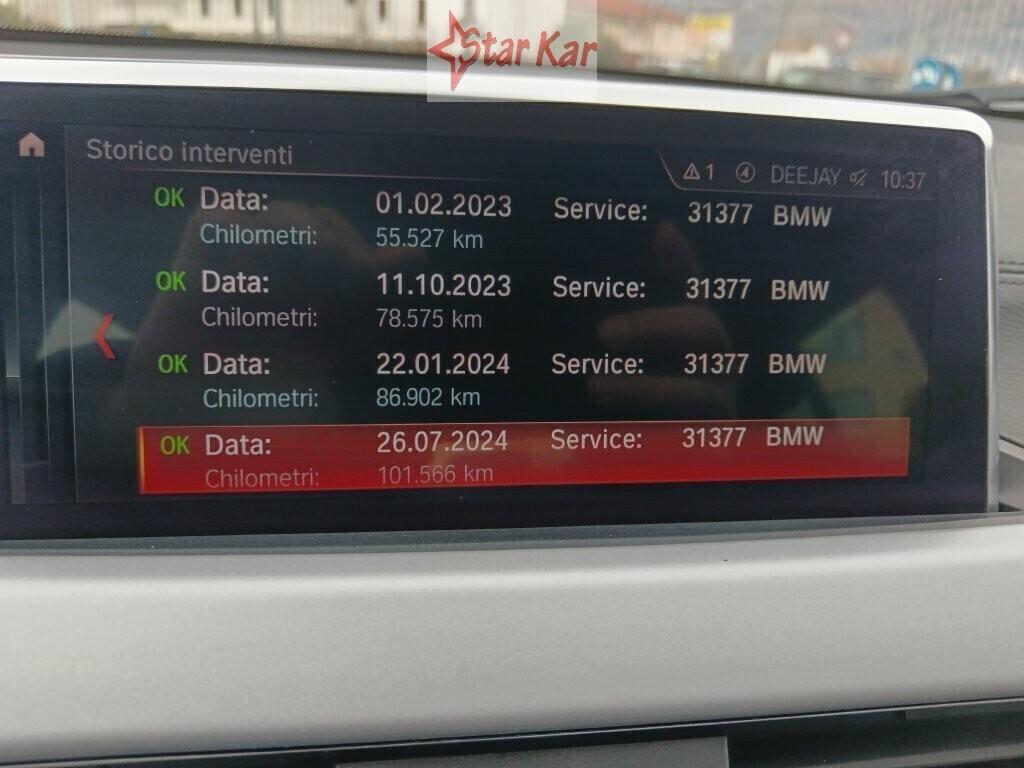 Star Kar
Storico interventi
1 DEEJAY 10:37
OK Data: 01.02.2023 Service: 31377 BMW
Chilometri: 55.527 km
OK Data: 11.10.2023 Service: 31377 BMW
Chilometri: 78.575 km
OK Data: 22.01.2024 Service: 31377 BMW
Chilometri: 86.902 km
OK Data: 26.07.2024 Service: 31377 BMW
Chilometri: 101.566 km